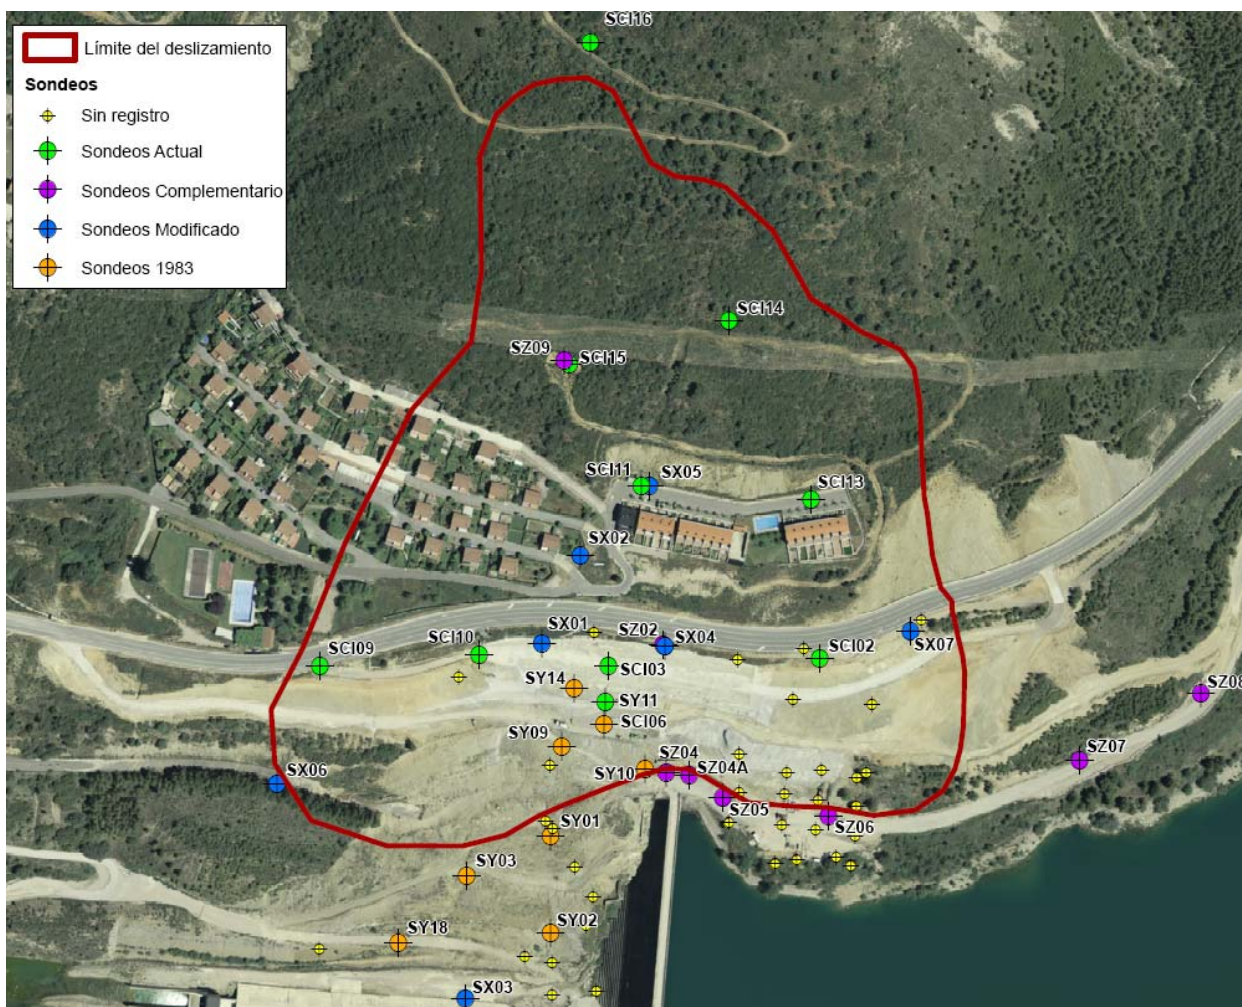 Límite del deslizamiento
Sondeos
Sin registro
Sondeos Actual
Sondeos Complementario
Sondeos Modificado
Sondeos 1983
SCI16
SCI14
SZ09
SCI15
SCI11
SX05
SCI13
SX02
SX01
SZ02
SX04
SCI10
SCI09
SCI02
SX07
SCI03
SY14
SY11
SZ08
SCI06
SY09
SZ04
SZ07
SY10
SZ04A
SX06
SZ05
SZ06
SY01
SY03
SY02
SY18
SX03